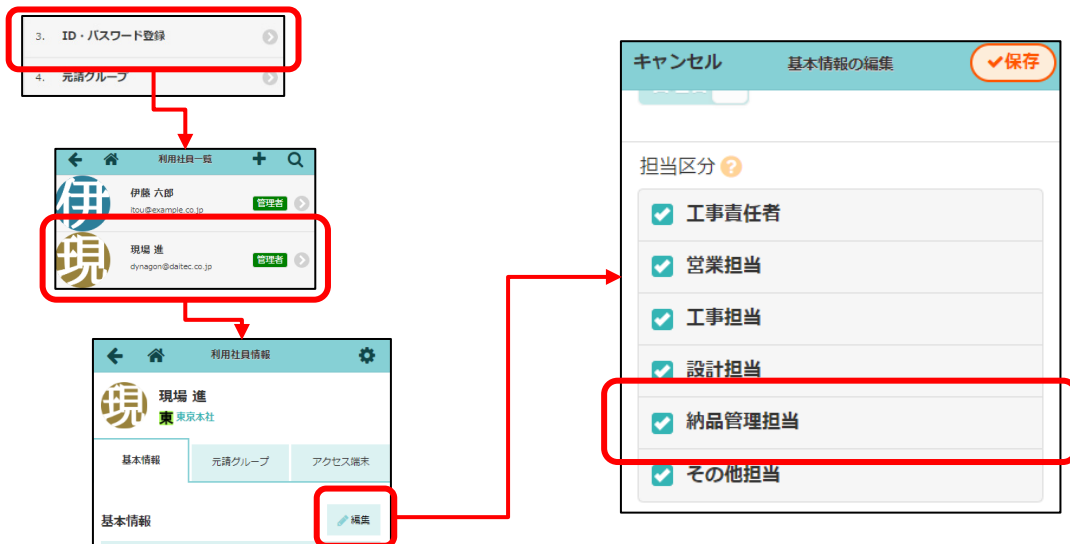 3. ID・パスワード登録
4. 元請グループ
利用社員一覧
伊
伊藤 六郎
itou@example.co.jp
管理者
現
現場 進
dynagon@daitec.co.jp
管理者
利用社員情報
現
現場 進
東 東京本社
基本情報 元請グループ アクセス端末
基本情報
編集
キャンセル 基本情報の編集 保存
担当区分 ?
工事責任者
営業担当
工事担当
設計担当
納品管理担当
その他担当